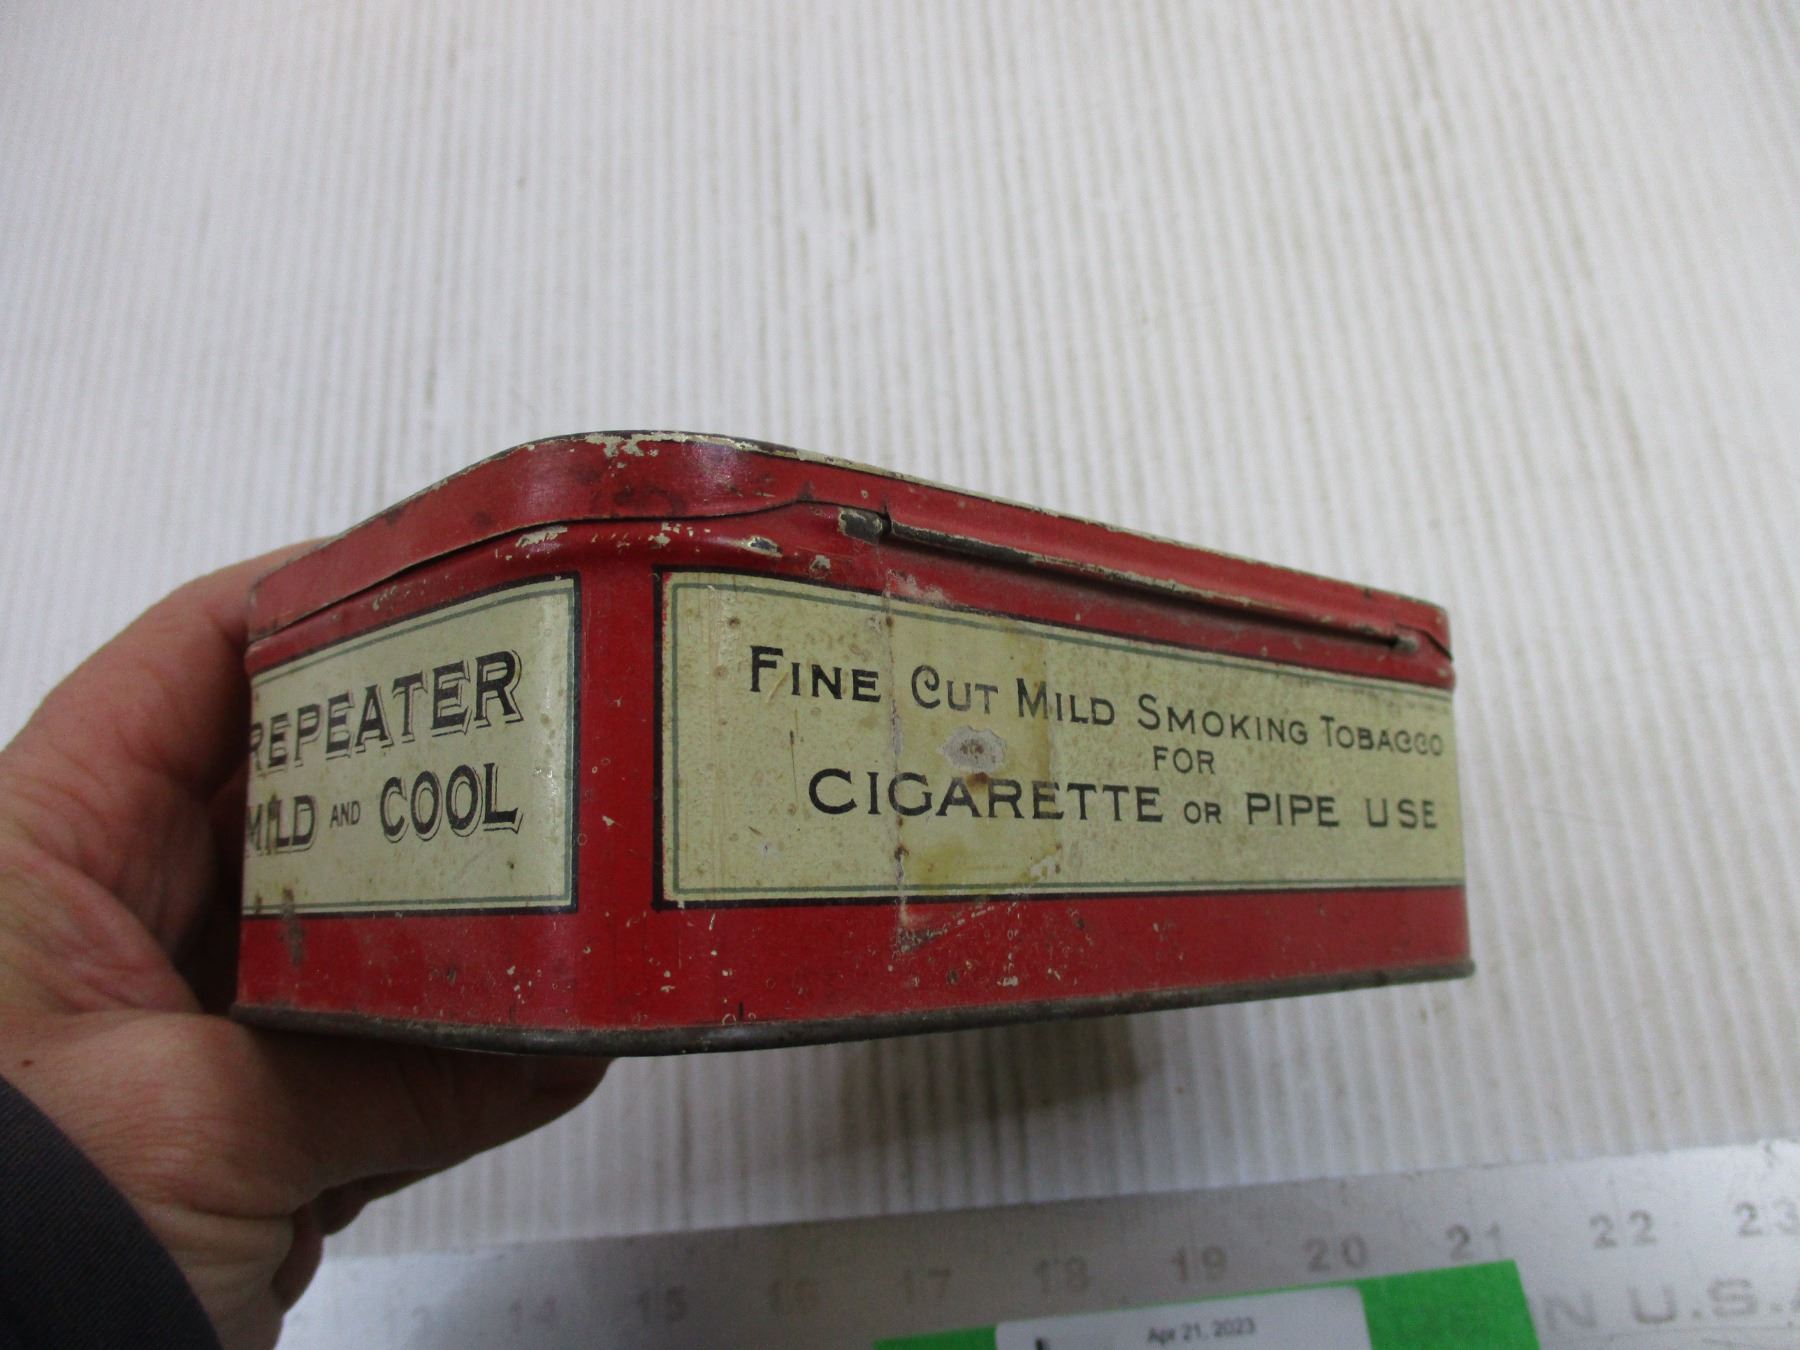 REPEATER
MILD AND COOL
FINE CUT MILD SMOKING TOBACCO
FOR
CIGARETTE OR PIPE USE
14 15 16 17 18 19 20 21 22 23
N U.S.A
Apr 21, 2023